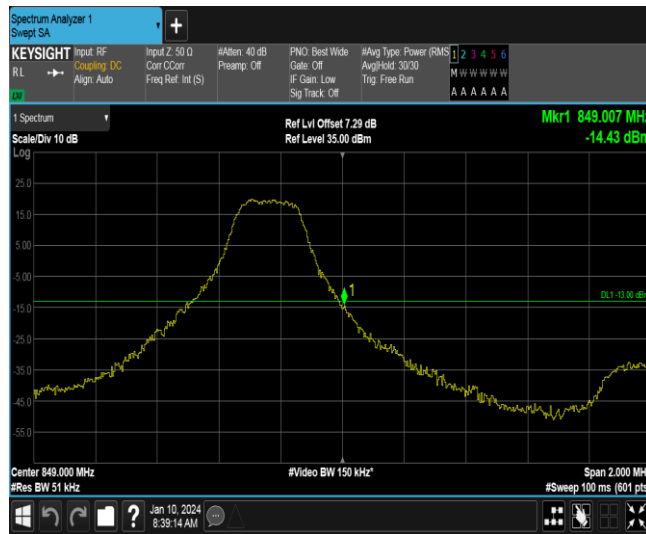 Spectrum Analyzer 1
Swept SA
+
KEYSIGHT
RL
Input: RF
Coupling: DC
Align: Auto
Input Z: 50 Ω
Corr CCorr
Freq Ref: Int (S)
#Atten: 40 dB
Preamp: Off
PNO: Best Wide
Gate: Off
IF Gain: Low
Sig Track: Off
#Avg Type: Power (RMS
Avg|Hold: 30/30
Trig: Free Run
1 2 3 4 5 6
M W W W W W
A A A A A A
1 Spectrum
Scale/Div 10 dB
Log
Ref Lvl Offset 7.29 dB
Ref Level 35.00 dBm
Mkr1 849.007 MHz
-14.43 dBm
25.0
15.0
5.00
-5.00
-15.0
-25.0
-35.0
-45.0
-55.0
1
DL1 -13.00 dBm
Center 849.000 MHz
#Res BW 51 kHz
#Video BW 150 kHz*
Span 2.000 MHz
#Sweep 100 ms (601 pts)
?
Jan 10, 2024
8:39:14 AM